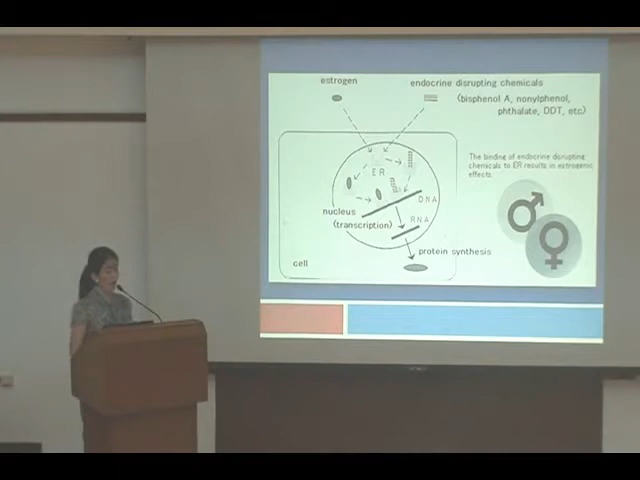 estrogen
endocrine disrupting chemicals
(bisphenol A, nonylphenol,
phthalate, DDT, etc)
The binding of endocrine disrupting
chemicals to ER results in estrogenic
effects.
ER
DNA
nucleus
(transcription)
RNA
protein synthesis
cell